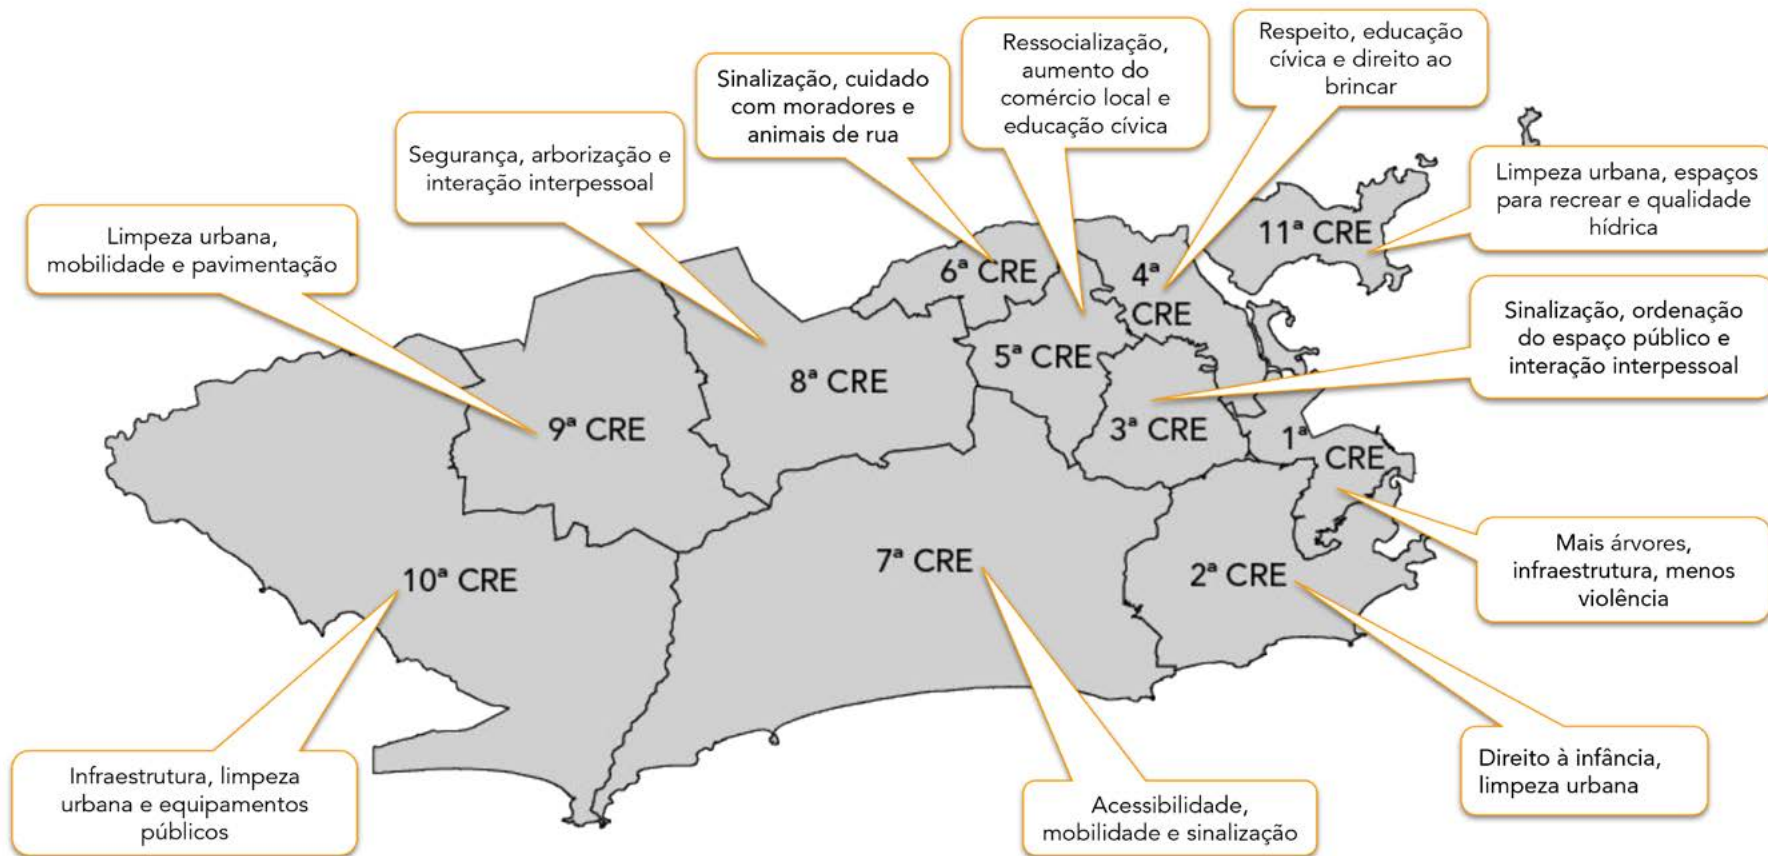 Ressocialização,
aumento do
comércio local e
educação cívica
Respeito, educação
cívica e direito ao
brincar
Sinalização, cuidado
com moradores e
animais de rua
Segurança, arborização e
interação interpessoal
Limpeza urbana, espaços
para recrear e qualidade
hídrica
Limpeza urbana,
mobilidade e pavimentação
11ª CRE
6ª CRE
4ª
CRE
Sinalização, ordenação
do espaço público e
interação interpessoal
5ª CRE
8ª CRE
9ª CRE
3ª CRE
1ª
CRE
Mais árvores,
infraestrutura, menos
violência
7ª CRE
2ª CRE
10ª CRE
Direito à infância,
limpeza urbana
Infraestrutura, limpeza
urbana e equipamentos
públicos
Acessibilidade,
mobilidade e sinalização